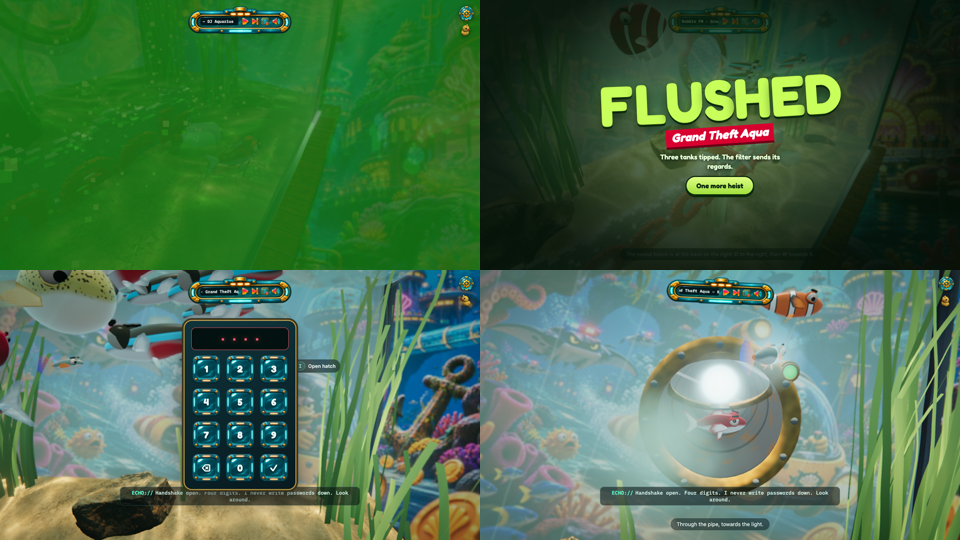 - DJ Aquarius
FLUSHED
Grand Theft Aqua
Three tanks tipped. The filter sends its
regards.
One more heist
- Grand Theft Aq
1 2 3
4 5 6
7 8 9
0
Open hatch
ECHO:// Handshake open. Four digits. I never write passwords down. Look
around.
d Theft Aqua -
ECHO:// Handshake open. Four digits. I never write passwords down. Look
around.
Through the pipe, towards the light.